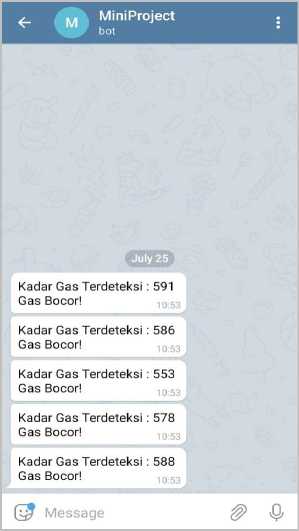 M
MiniProject
bot
July 25
Kadar Gas Terdeteksi : 591
Gas Bocor!
10:53
Kadar Gas Terdeteksi : 586
Gas Bocor!
10:53
Kadar Gas Terdeteksi : 553
Gas Bocor!
10:53
Kadar Gas Terdeteksi : 578
Gas Bocor!
10:53
Kadar Gas Terdeteksi : 588
Gas Bocor!
10:53
Message